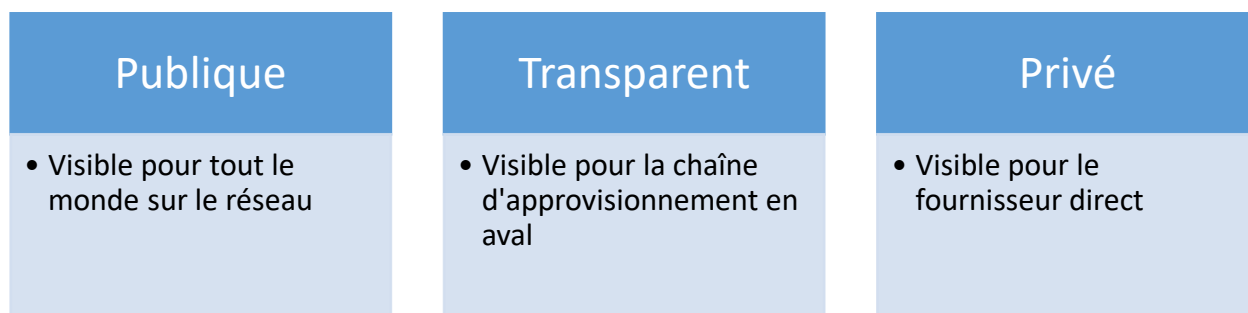 Publique
• Visible pour tout le
monde sur le réseau
Transparent
• Visible pour la chaîne
d'approvisionnement en
aval
Privé
• Visible pour le
fournisseur direct